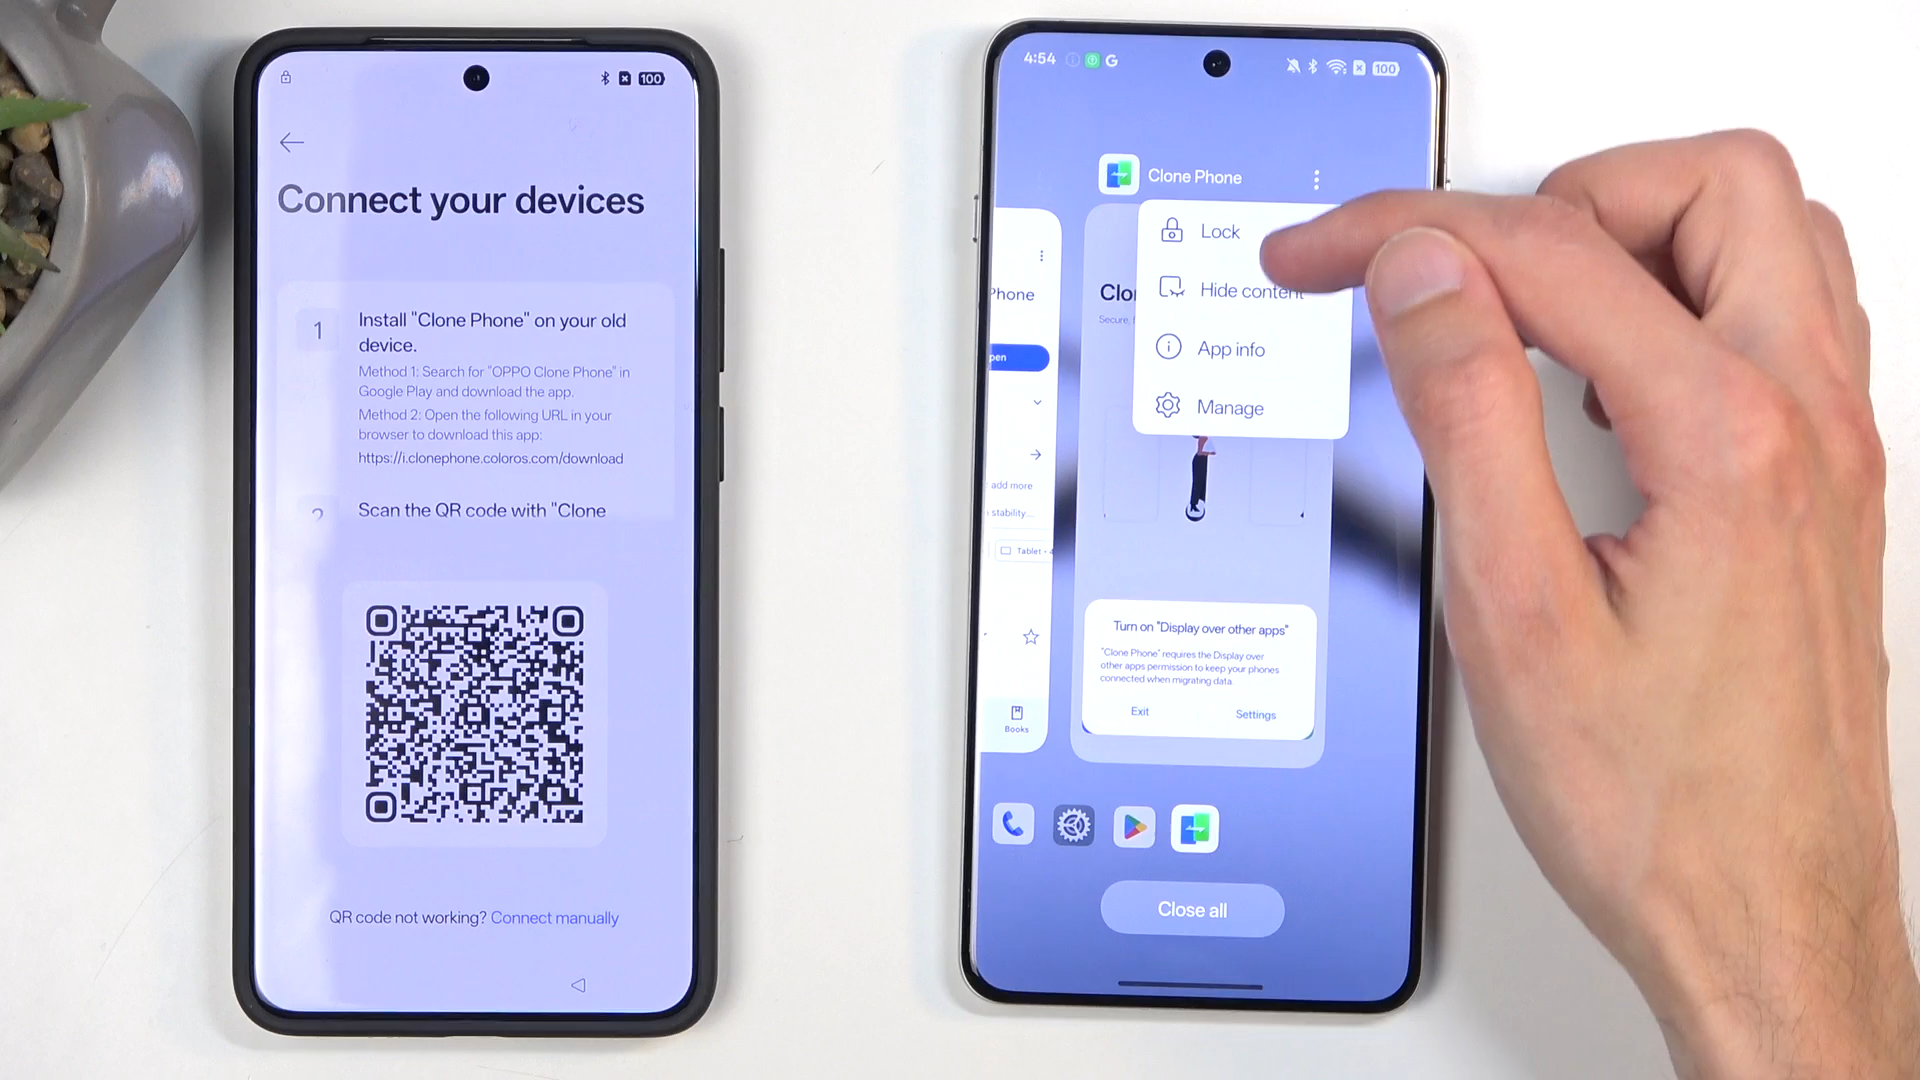 100
Connect your devices
1
Install "Clone Phone" on your old
device.
Method 1: Search for "OPPO Clone Phone" in
Google Play and download the app.
Method 2: Open the following URL in your
browser to download this app:
https://i.clonephone.coloros.com/download
2
Scan the QR code with "Clone
QR code not working? Connect manually
4:54
G
100
Clone Phone
Lock
Hide content
App info
Manage
Phone
Clo
Secure,
pen
add more
stability...
Tablet • 4
Books
Turn on "Display over other apps"
"Clone Phone" requires the Display over
other apps permission to keep your phones
connected when migrating data.
Exit
Settings
Close all